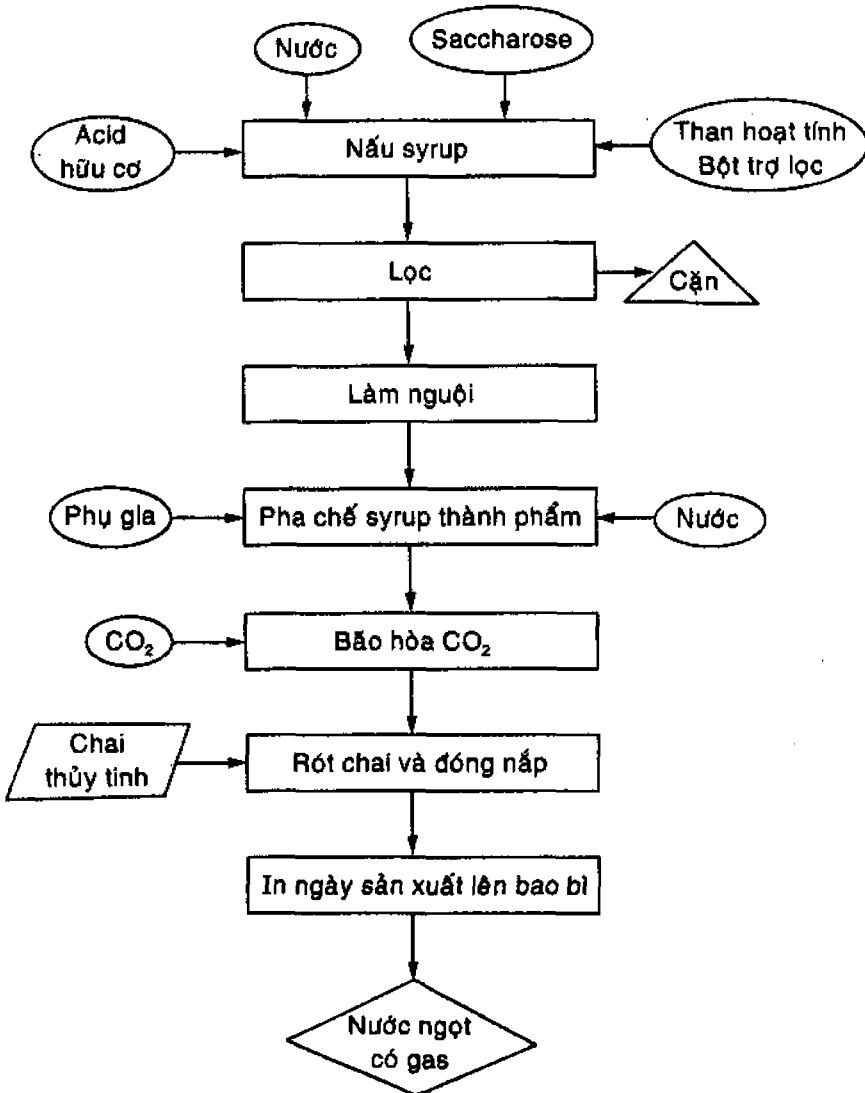 Nước
Saccharose
Acid
hữu cơ
Nấu syrup
Than hoạt tính
Bột trợ lọc
Lọc
Cặn
Làm nguội
Phụ gia
Pha chế syrup thành phẩm
Nước
CO₂
Bão hòa CO₂
Chai
thủy tinh
Rót chai và đóng nắp
In ngày sản xuất lên bao bì
Nước ngọt
có gas